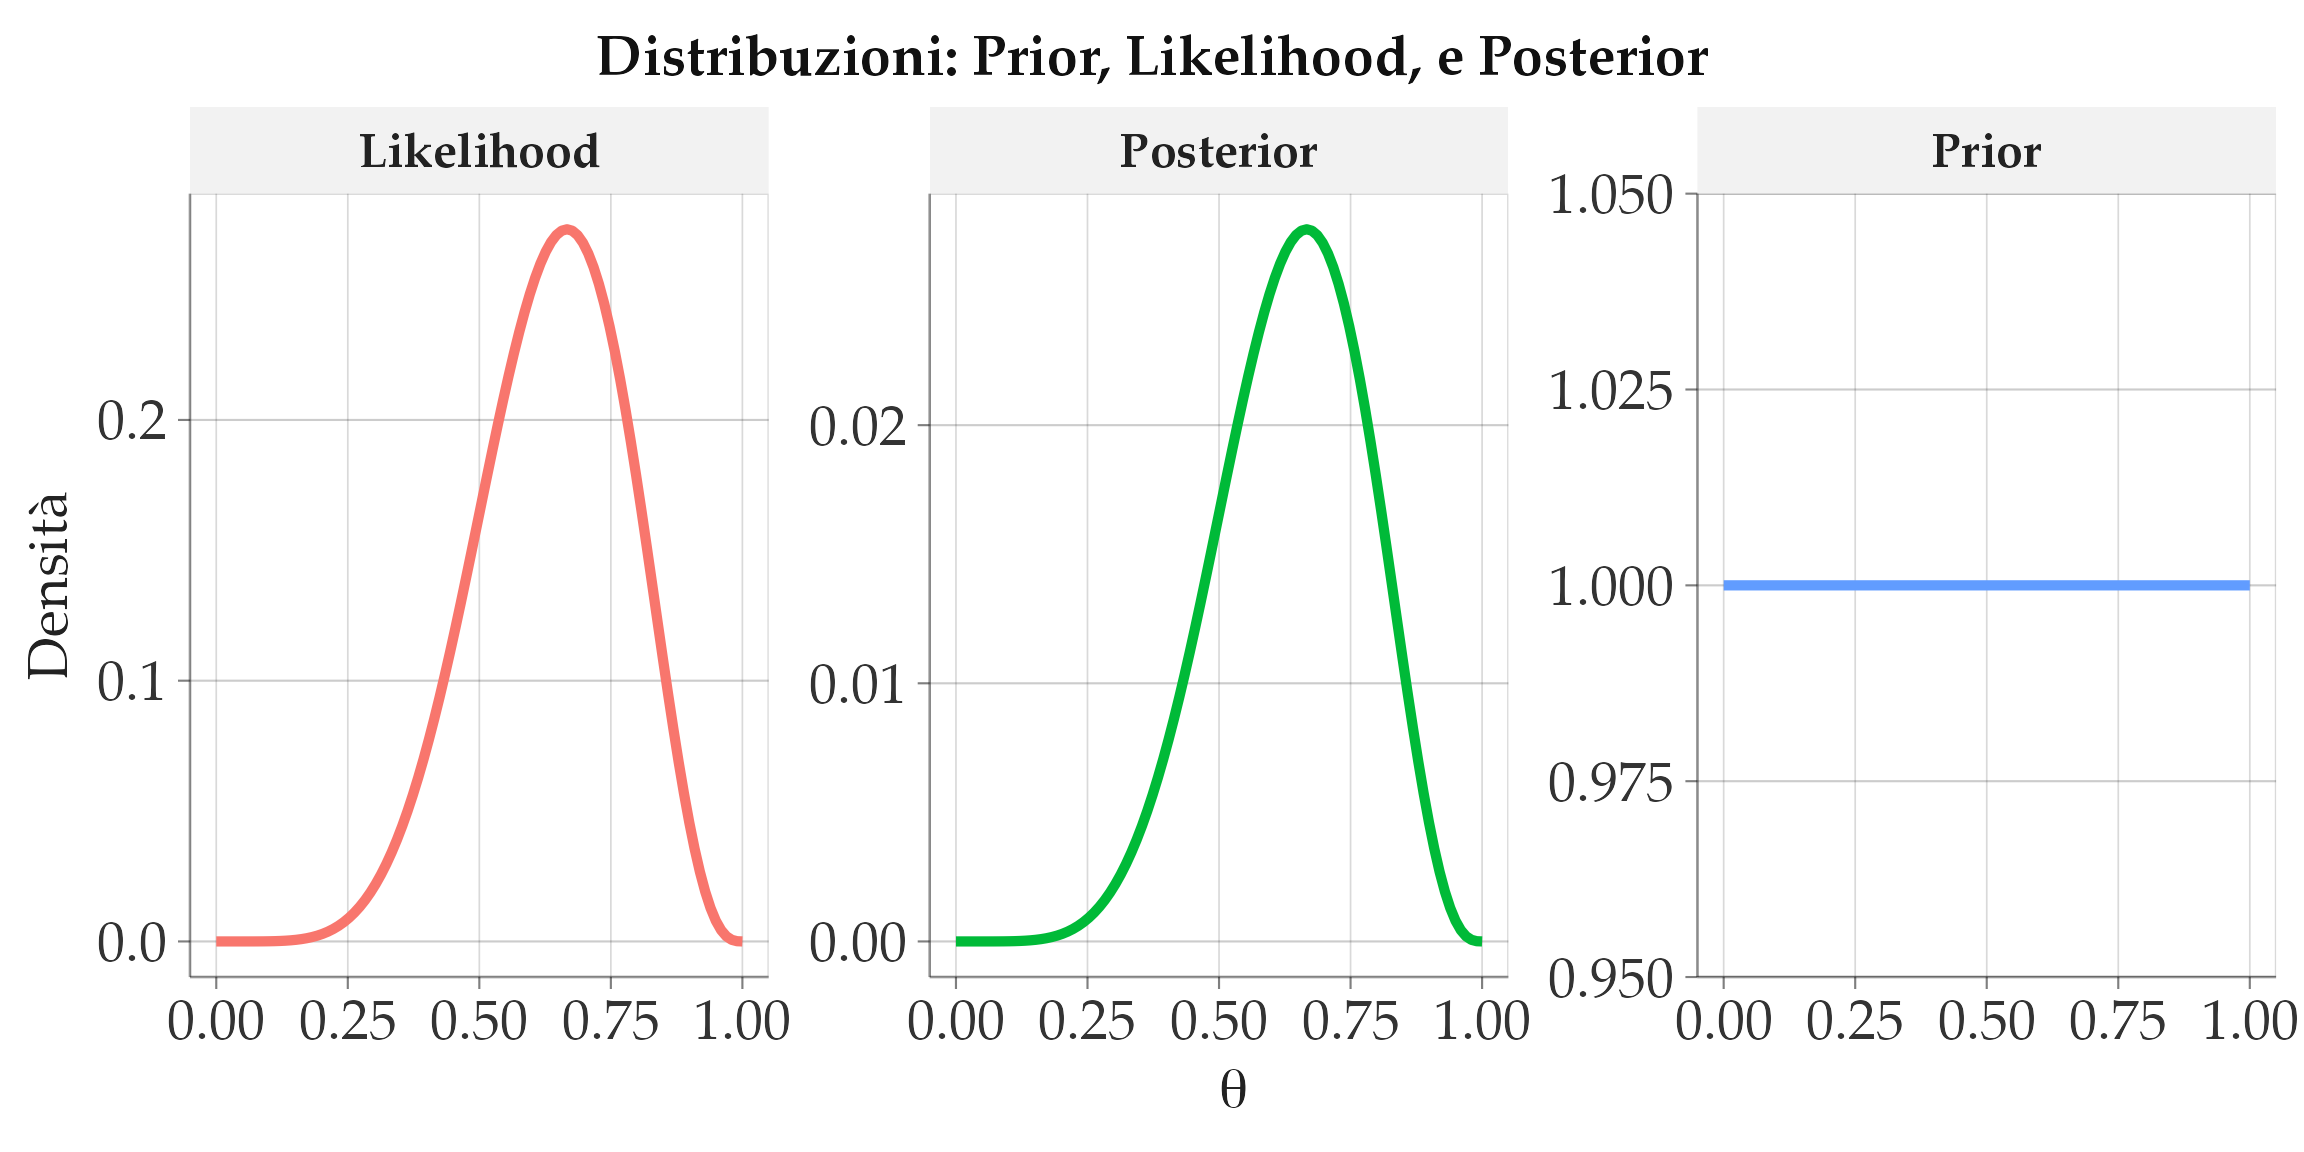 Distribuzioni: Prior, Likelihood, e Posterior
Likelihood
Posterior
Prior
Densità
0.2
0.1
0.0
0.00 0.25 0.50 0.75 1.00
0.02
0.01
0.00
0.00 0.25 0.50 0.75 1.00
1.050
1.025
1.000
0.975
0.950
0.00 0.25 0.50 0.75 1.00
θ